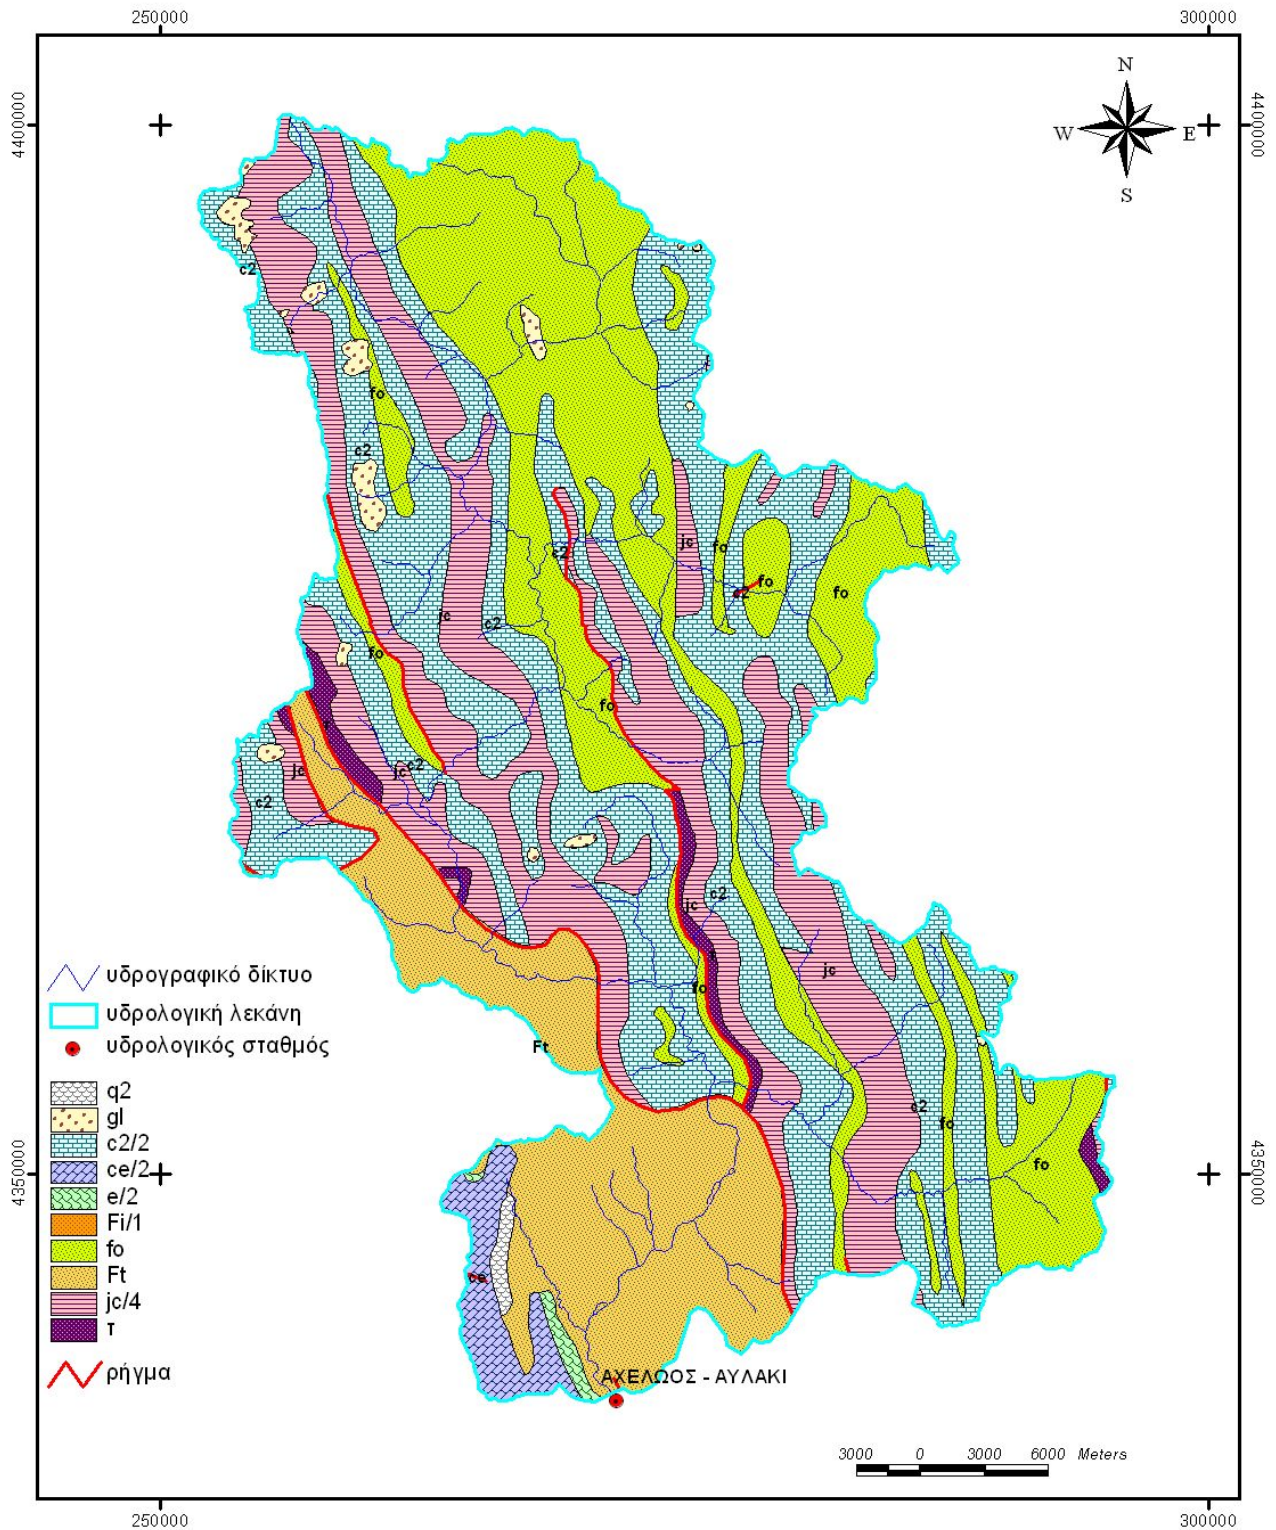 250000
300000
4400000
4400000
N
W
E
S
c2
fo
c2
c2
jc
fo
fo
c2
fo
jc
c2
fo
fo
jc
c2
jc
c2
c2
jc
jc
fo
Ft
c2
fo
fo
ce
υδρογραφικό δίκτυο
υδρολογική λεκάνη
υδρολογικός σταθμός
q2
gl
c2/2
ce/2
e/2
Fi/1
fo
Ft
jc/4
T
ρήγμα
4350000
4350000
ΑΧΕΛΩΟΣ - ΑΥΛΑΚΙ
3000 0 3000 6000 Meters
250000
300000